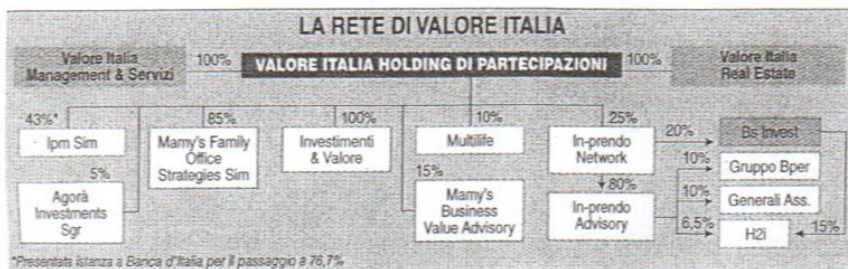 LA RETE DI VALORE ITALIA
Valore Italia
Management & Servizi
100%
VALORE ITALIA HOLDING DI PARTECIPAZIONI
100%
Valore Italia
Real Estate
43%*
Ipm Sim
85%
Mamy's Family
Office
Strategies Sim
100%
Investimenti
& Valore
10%
Multilife
25%
In-prendo
Network
20%
Bs Invest
5%
Agorà
Investments
Sgr
15%
Mamy's
Business
Value Advisory
80%
In-prendo
Advisory
10%
Gruppo Bper
10%
Generali Ass.
6,5%
H2i
15%
*Presentata istanza a Banca d'Italia per il passaggio a 76,7%